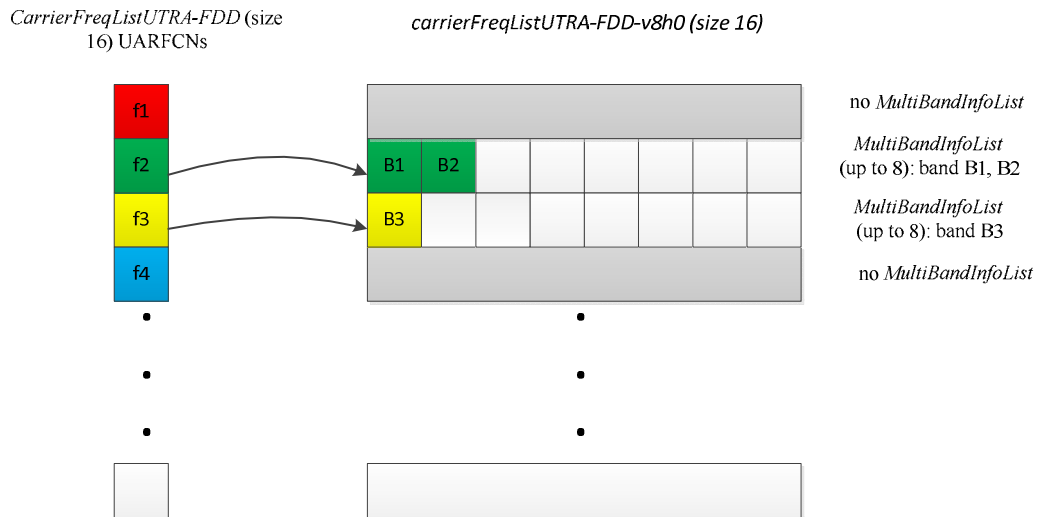 CarrierFreqListUTRA-FDD (size
16) UARFCNs
carrierFreqListUTRA-FDD-v8h0 (size 16)
f1
no MultiBandInfoList
f2
B1 B2
MultiBandInfoList
(up to 8): band B1, B2
f3
B3
MultiBandInfoList
(up to 8): band B3
f4
no MultiBandInfoList